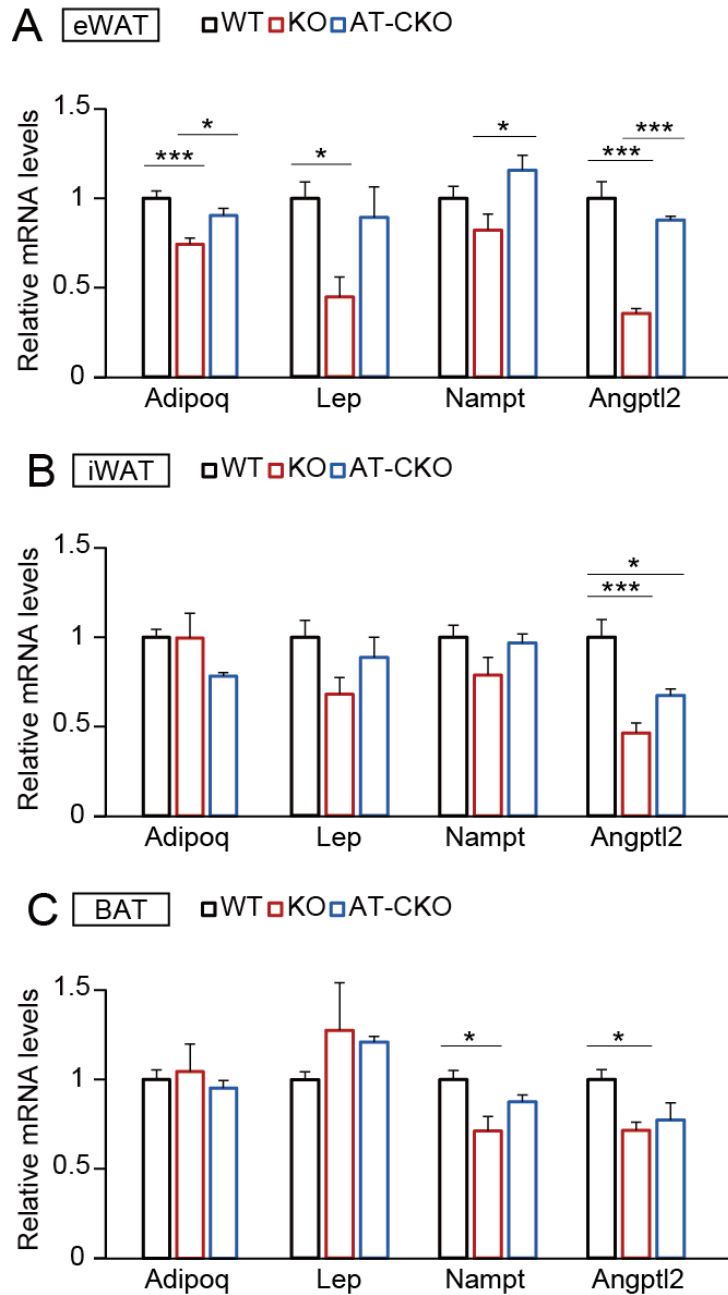 A eWAT WT KO AT-CKO
Relative mRNA levels
1.5
1
0.5
0
*
***
*
*
***
***
Adipoq Lep Nampt Angptl2
B iWAT WT KO AT-CKO
Relative mRNA levels
1.5
1
0.5
0
*
***
Adipoq Lep Nampt Angptl2
C BAT WT KO AT-CKO
Relative mRNA levels
1.5
1
0.5
0
*
*
Adipoq Lep Nampt Angptl2